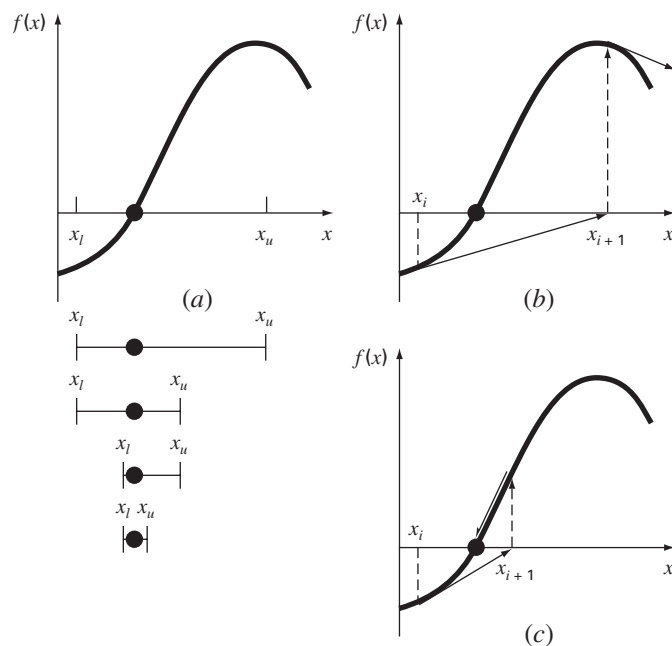 f(x)
x_l
x_u
x
(a)
x_l
x_u
x_l
x_u
x_l
x_u
x_l
x_u
f(x)
x_i
x_{i+1}
x
(b)
f(x)
x_i
x_{i+1}
x
(c)